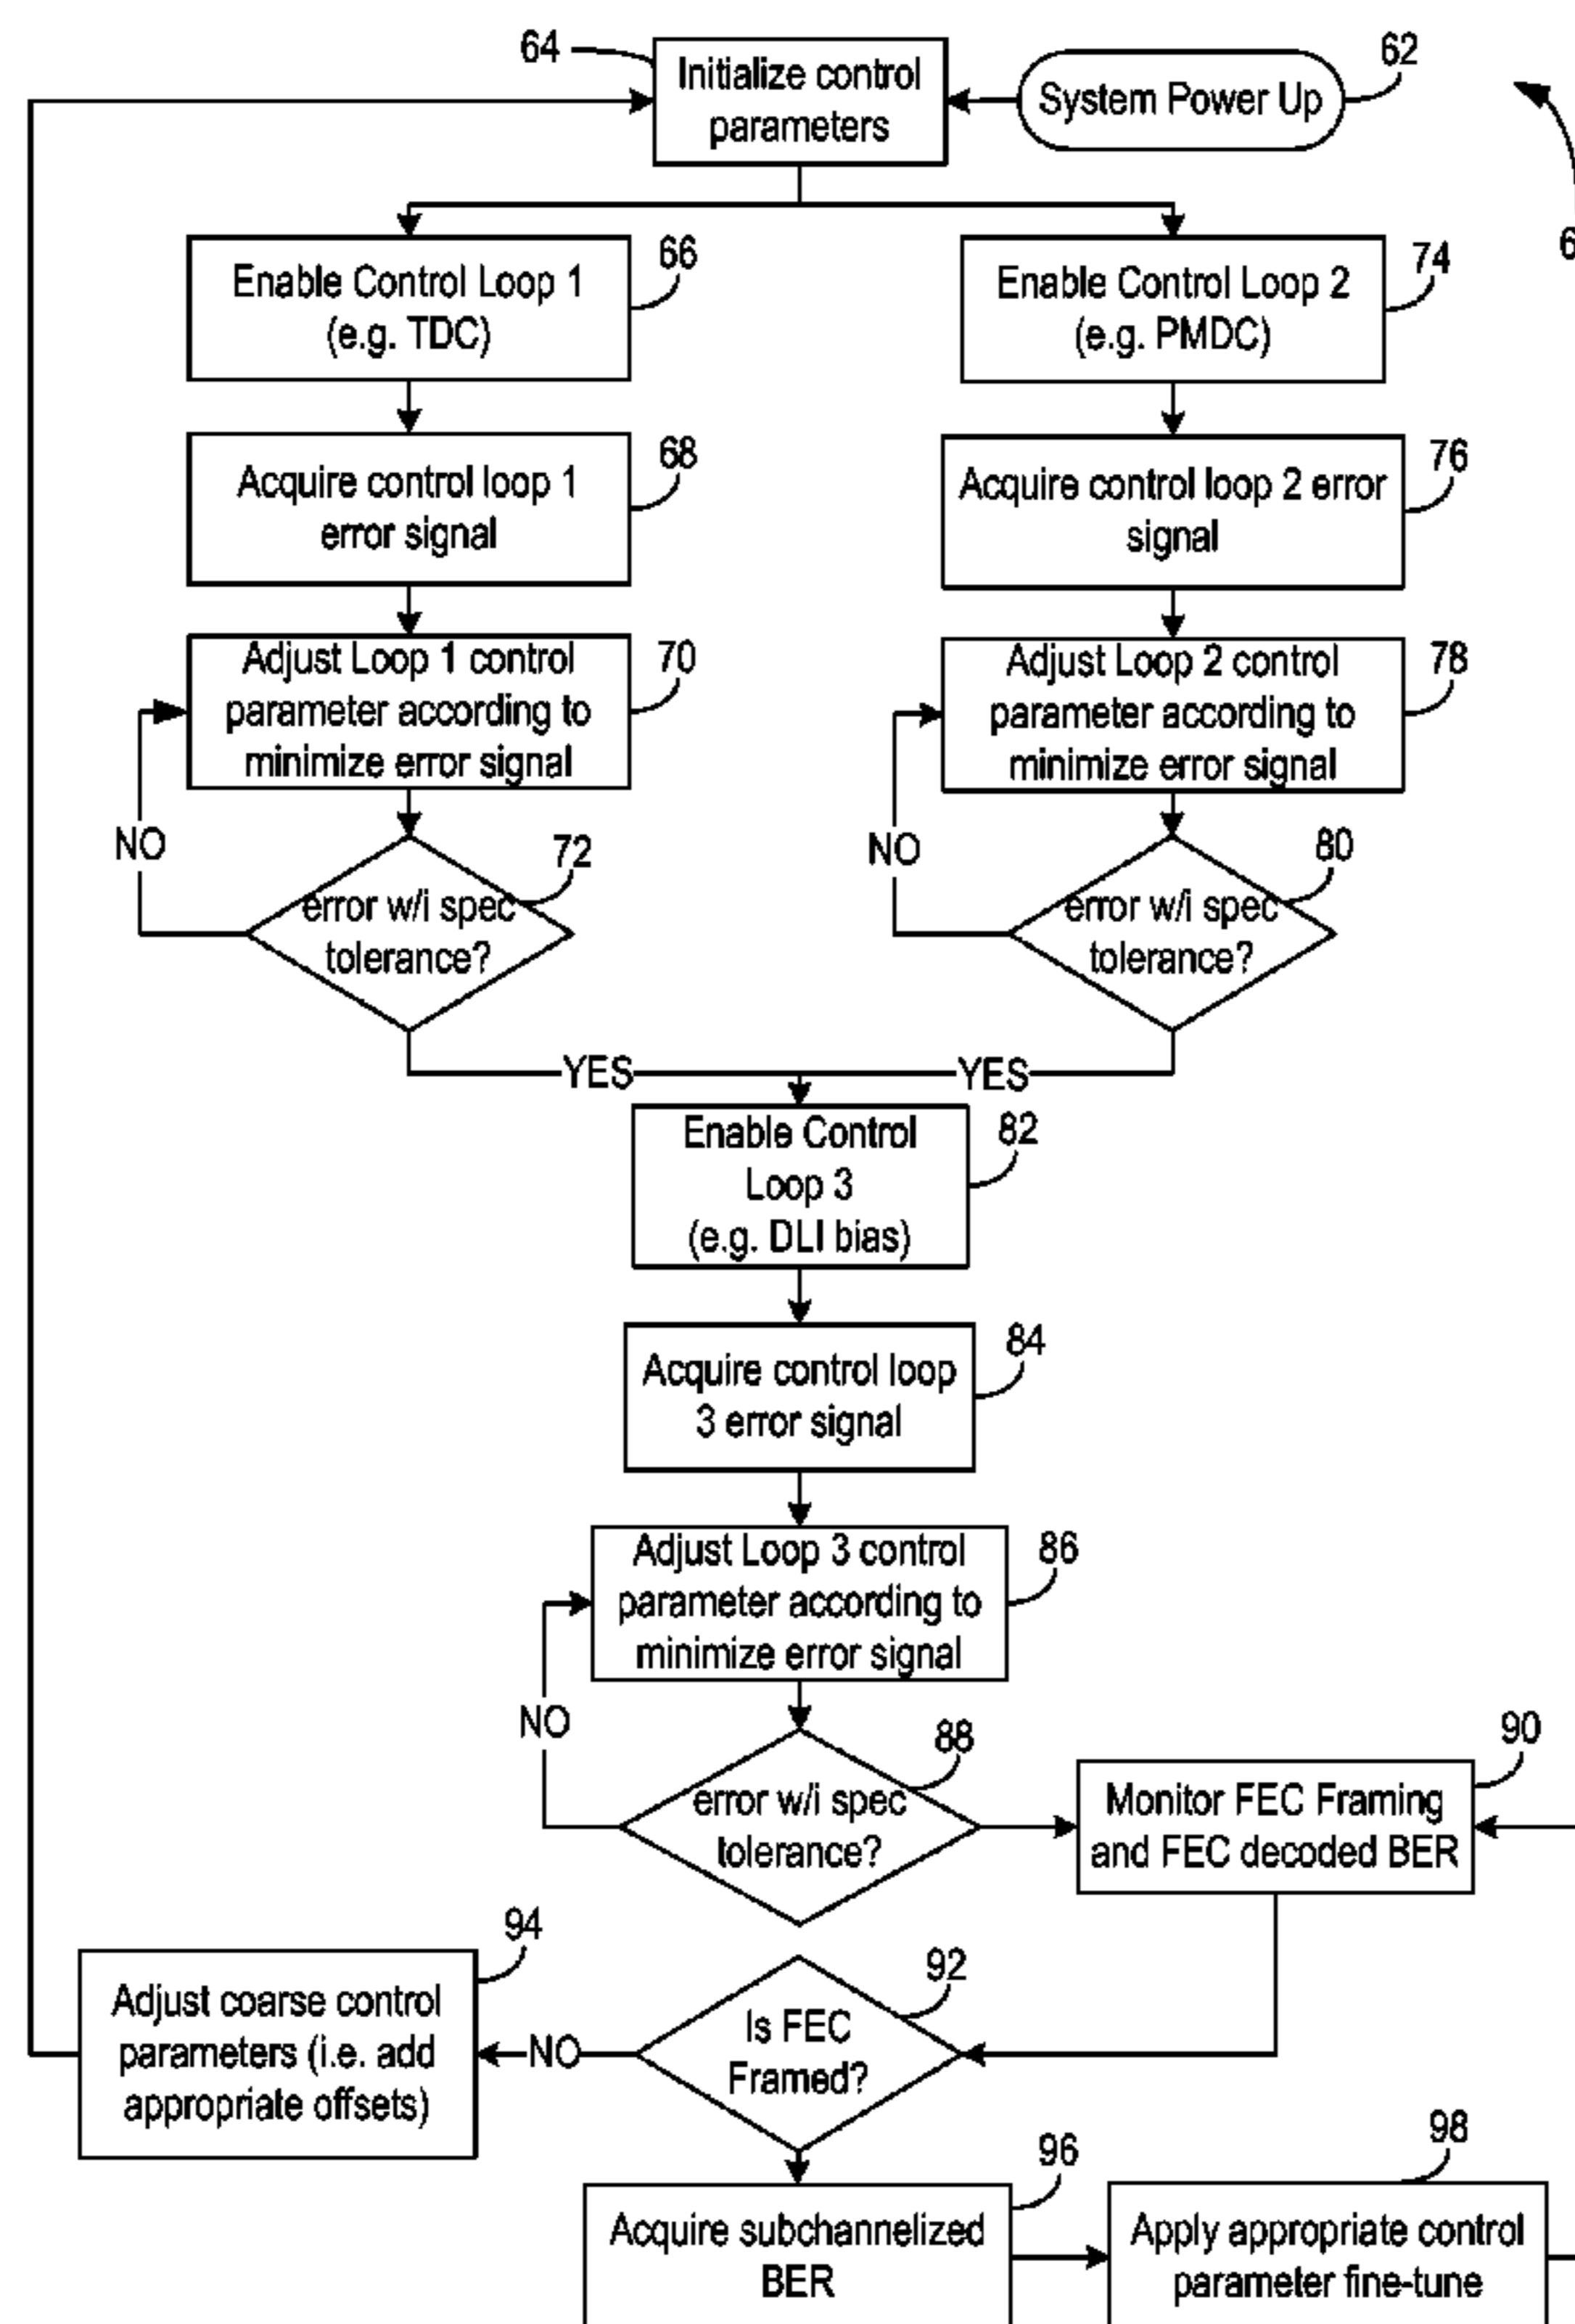 64
Initialize control
parameters
System Power Up
62
6
Enable Control Loop 1
(e.g. TDC)
66
Enable Control Loop 2
(e.g. PMDC)
74
Acquire control loop 1
error signal
68
Acquire control loop 2 error
signal
76
Adjust Loop 1 control
parameter according to
minimize error signal
70
Adjust Loop 2 control
parameter according to
minimize error signal
78
NO
error w/i spec
tolerance?
72
NO
error w/i spec
tolerance?
80
YES
YES
Enable Control
Loop 3
(e.g. DLI bias)
82
Acquire control loop
3 error signal
84
Adjust Loop 3 control
parameter according to
minimize error signal
86
NO
error w/i spec
tolerance?
88
Monitor FEC Framing
and FEC decoded BER
90
Adjust coarse control
parameters (i.e. add
appropriate offsets)
94
NO
Is FEC
Framed?
92
Acquire subchannelized
BER
96
Apply appropriate control
parameter fine-tune
98